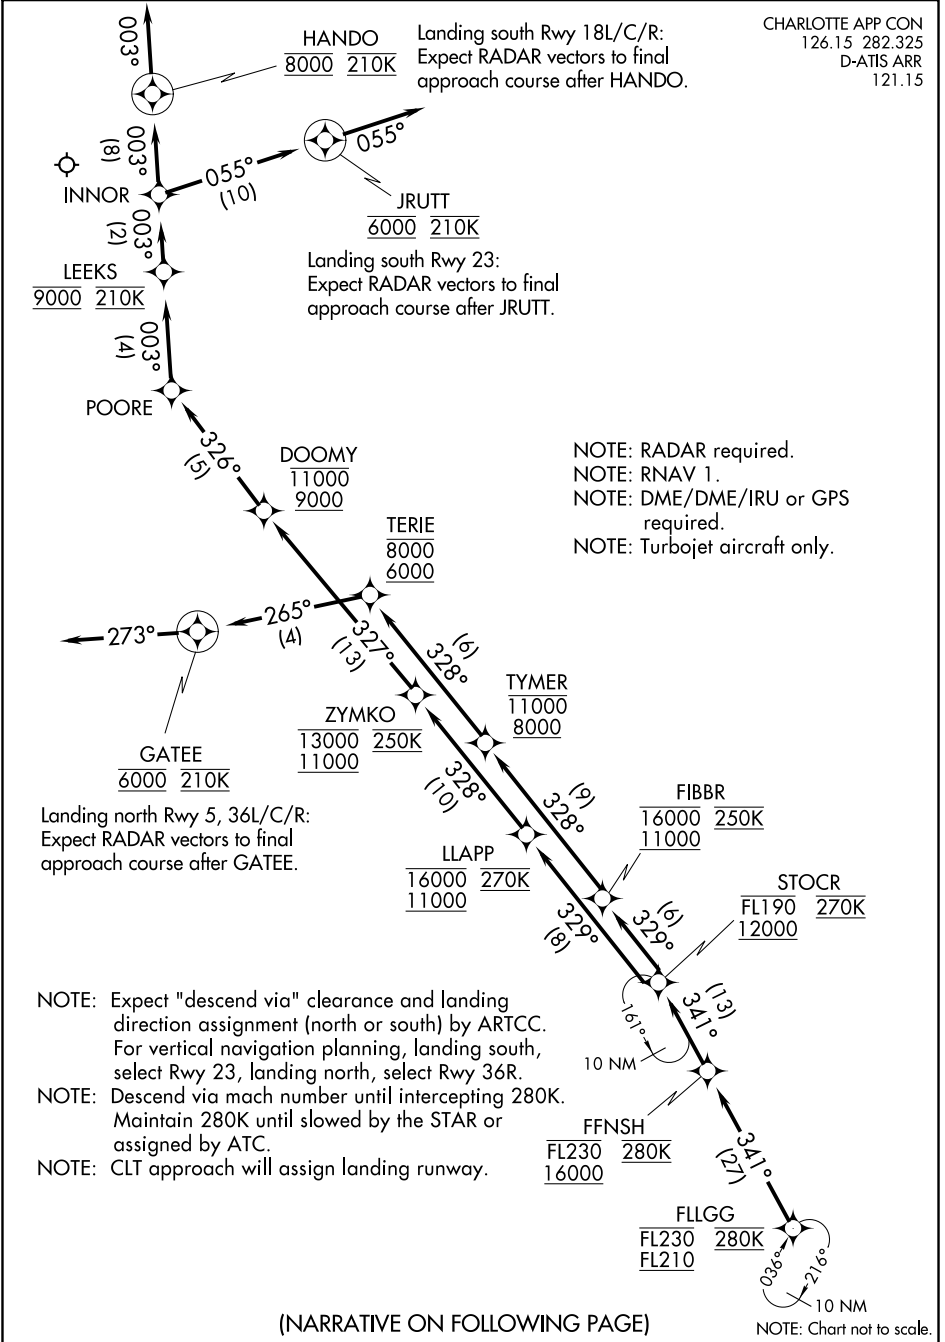 CHARLOTTE APP CON
126.15 282.325
D-ATIS ARR
121.15
Landing south Rwy 18L/C/R:
Expect RADAR vectors to final
approach course after HANDO.
003°
HANDO
8000 210K
003°
(8)
INNOR
055°
(10)
055°
JRUTT
6000 210K
Landing south Rwy 23:
Expect RADAR vectors to final
approach course after JRUTT.
003°
(2)
LEEKS
9000 210K
003°
(4)
POORE
326°
(5)
DOOMY
11000
9000
NOTE: RADAR required.
NOTE: RNAV 1.
NOTE: DME/DME/IRU or GPS
required.
NOTE: Turbojet aircraft only.
TERIE
8000
6000
265°
(4)
273°
327°
(13)
(6)
328°
GATEE
6000 210K
Landing north Rwy 5, 36L/C/R:
Expect RADAR vectors to final
approach course after GATEE.
ZYMKO
13000 250K
11000
TYMER
11000
8000
328°
(10)
(9)
328°
LLAPP
16000 270K
11000
FIBBR
16000 250K
11000
329°
(8)
(6)
329°
STOCR
FL190 270K
12000
161°
10 NM
(13)
341°
NOTE: Expect "descend via" clearance and landing
direction assignment (north or south) by ARTCC.
For vertical navigation planning, landing south,
select Rwy 23, landing north, select Rwy 36R.
NOTE: Descend via mach number until intercepting 280K.
Maintain 280K until slowed by the STAR or
assigned by ATC.
NOTE: CLT approach will assign landing runway.
FFNSH
FL230 280K
16000
341°
(27)
FLLGG
FL230 280K
FL210
036°
216°
10 NM
(NARRATIVE ON FOLLOWING PAGE)
NOTE: Chart not to scale.